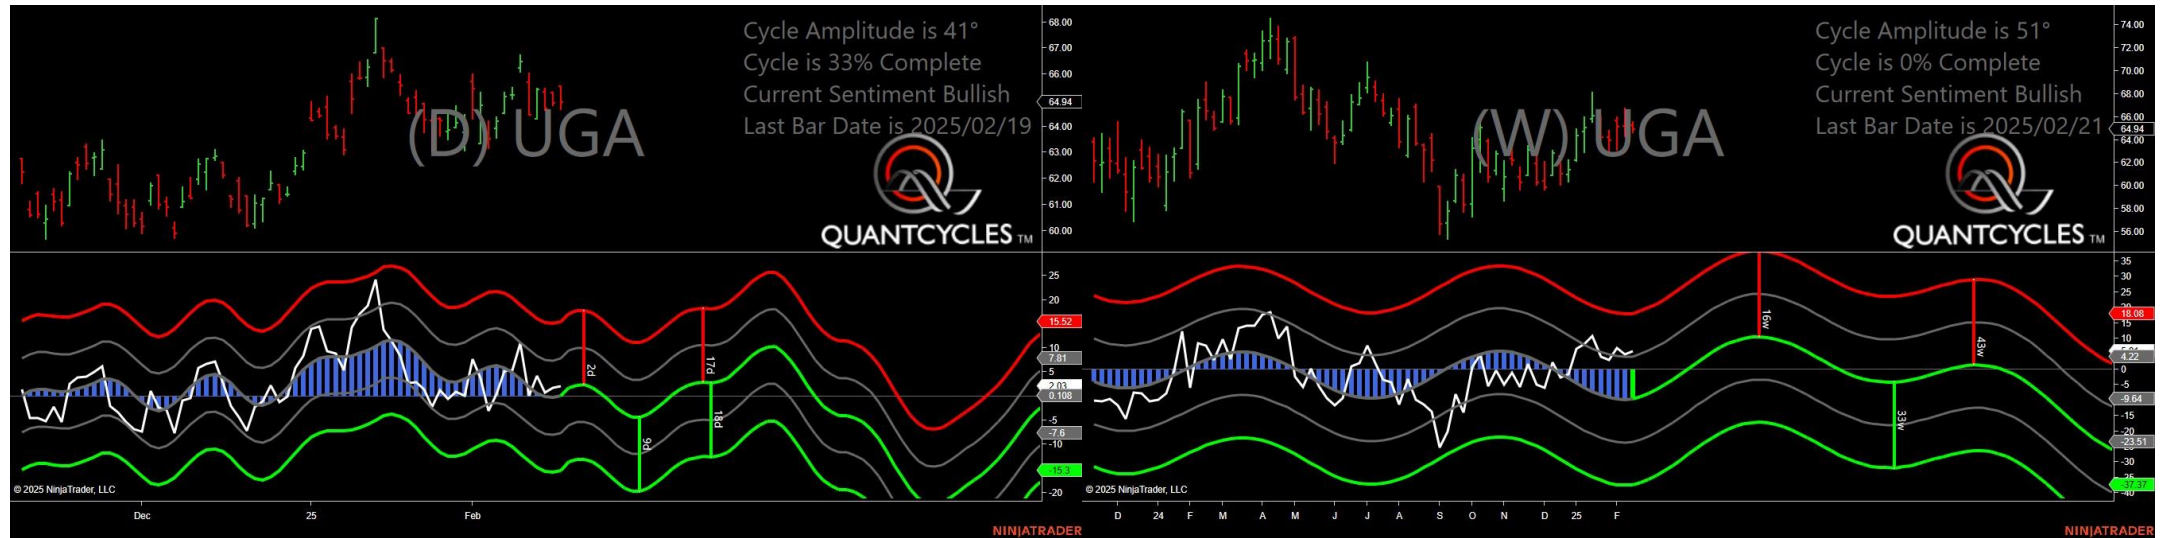 Cycle Amplitude is 41°
Cycle is 33% Complete
Current Sentiment Bullish
Last Bar Date is 2025/02/19
(D) UGA
QUANTCYCLES TM
68.00
67.00
66.00
64.94
64.00
63.00
62.00
61.00
60.00
25
20
15.52
10
7.81
5
2.03
0.108
-5
-7.6
-10
-15.3
-20
2d
9d
17d
18d
© 2025 NinjaTrader, LLC
Dec 25 Feb
NINJATRADER
Cycle Amplitude is 51°
Cycle is 0% Complete
Current Sentiment Bullish
Last Bar Date is 2025/02/21
(W) UGA
QUANTCYCLES TM
74.00
72.00
70.00
68.00
66.00
64.94
64.00
62.00
60.00
58.00
56.00
35
30
25
18.08
15
10
4.22
0
-5
-9.64
-15
-20
-23.51
-30
-37.37
-40
16w
33w
43w
© 2025 NinjaTrader, LLC
D 24 F M A M J J A S O N D 25 F
NINJATRADER